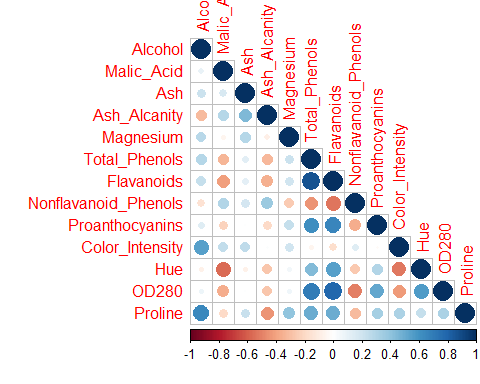 Alcohol
Malic_Acid
Ash
Ash_Alcanity
Magnesium
Total_Phenols
Flavanoids
Nonflavanoid_Phenols
Proanthocyanins
Color_Intensity
Hue
OD280
Proline
Ash
Ash_Alcanity
Magnesium
Total_Phenols
Flavanoids
Nonflavanoid_Phenols
Proanthocyanins
Color_Intensity
Hue
OD280
Proline
-1 -0.8 -0.6 -0.4 -0.2 0 0.2 0.4 0.6 0.8 1